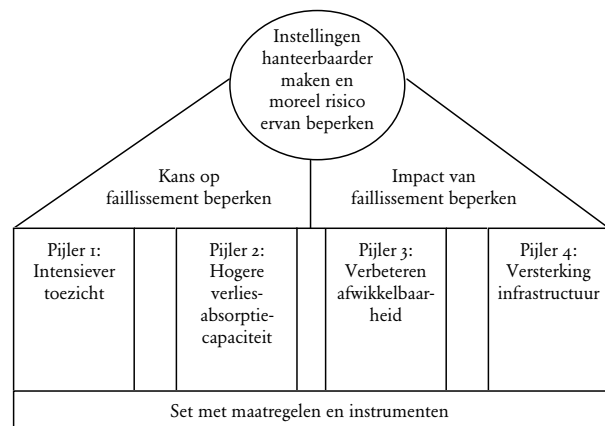 Instellingen
hanteerbaarder
maken en
moreel risico
ervan beperken
Kans op
faillissement beperken
Impact van
faillissement beperken
Pijler 1:
Intensiever
toezicht
Pijler 2:
Hogere
verlies-
absorptie-
capaciteit
Pijler 3:
Verbeteren
afwikkelbaar-
heid
Pijler 4:
Versterking
infrastructuur
Set met maatregelen en instrumenten